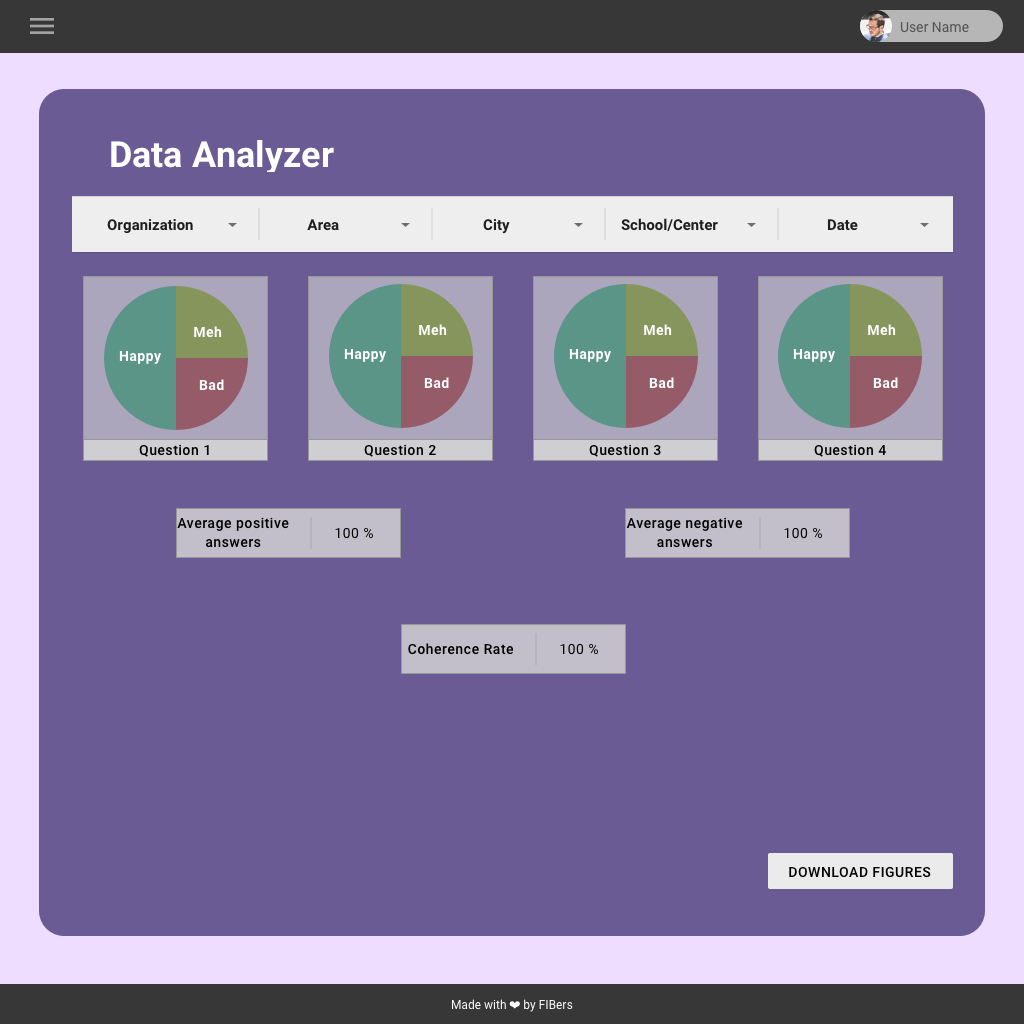 User Name
Data Analyzer
Organization Area City School/Center Date
Happy Meh Bad
Happy Meh Bad
Happy Meh Bad
Happy Meh Bad
Question 1 Question 2 Question 3 Question 4
Average positive
answers
100 %
Average negative
answers
100 %
Coherence Rate 100 %
DOWNLOAD FIGURES
Made with ❤ by FIBers